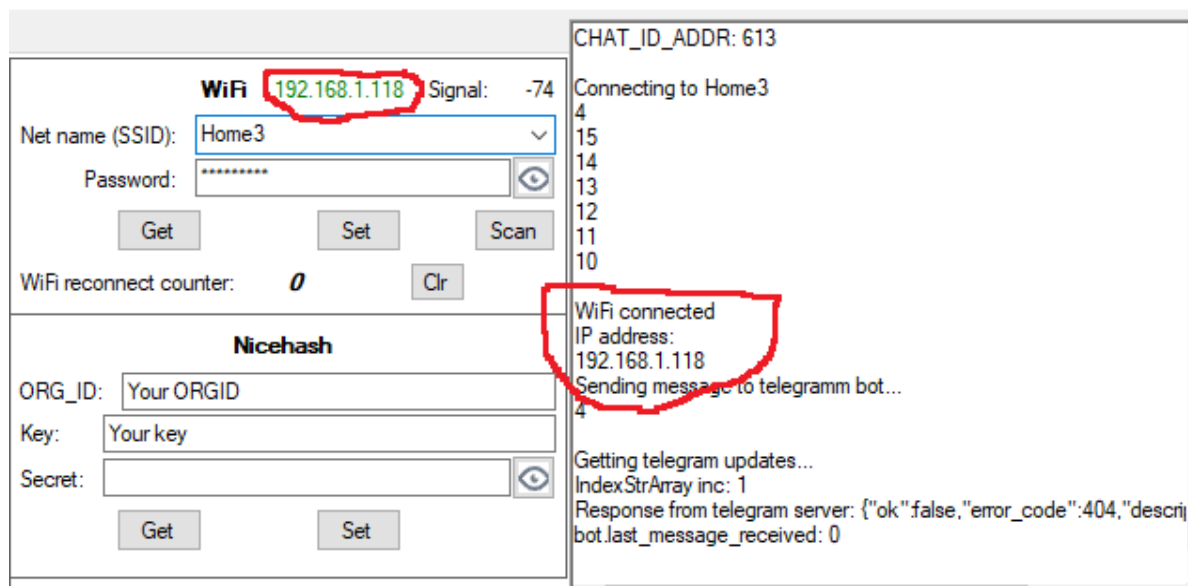 WiFi 192.168.1.118 Signal: -74
Net name (SSID): Home3
Password: *********
Get Set Scan
WiFi reconnect counter: 0 Clr
Nicehash
ORG_ID: Your ORGID
Key: Your key
Secret:
Get Set
CHAT_ID_ADDR: 613
Connecting to Home3
4
15
14
13
12
11
10
WiFi connected
IP address:
192.168.1.118
Sending message to telegramm bot...
4
Getting telegram updates...
IndexStrArray inc: 1
Response from telegram server: {"ok":false,"error_code":404,"descrip
bot.last_message_received: 0